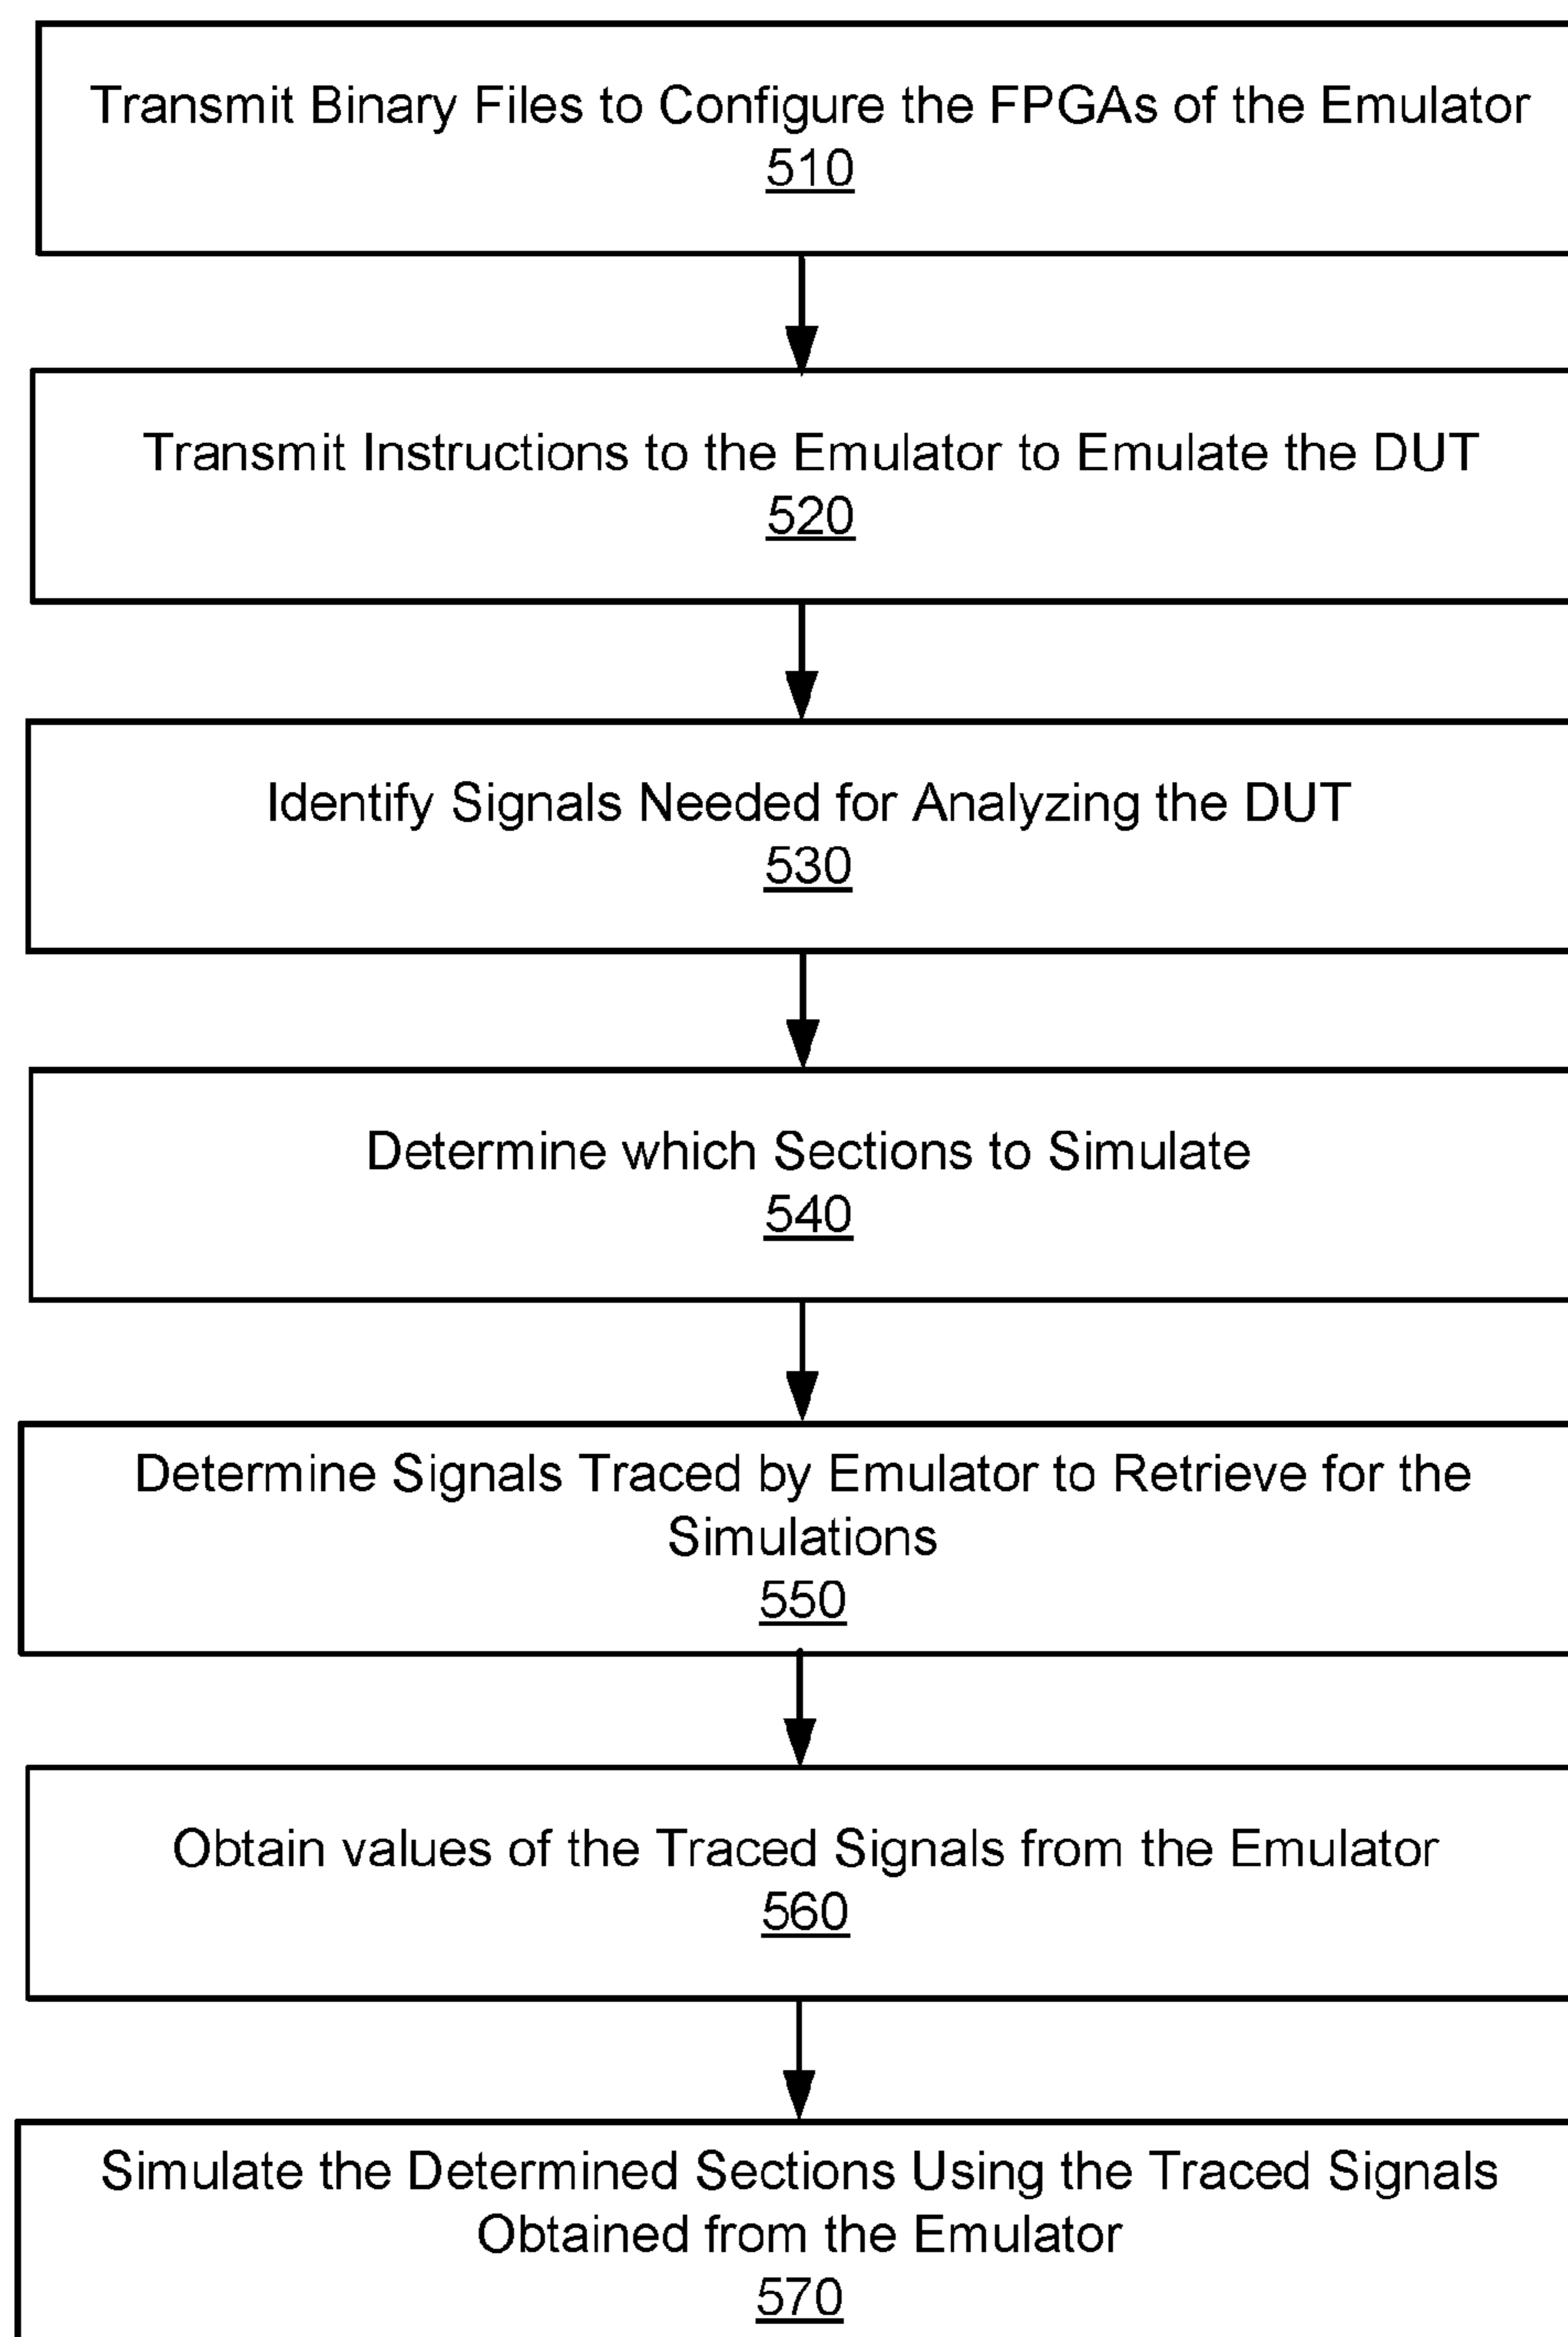 Transmit Binary Files to Configure the FPGAs of the Emulator
510
Transmit Instructions to the Emulator to Emulate the DUT
520
Identify Signals Needed for Analyzing the DUT
530
Determine which Sections to Simulate
540
Determine Signals Traced by Emulator to Retrieve for the
Simulations
550
Obtain values of the Traced Signals from the Emulator
560
Simulate the Determined Sections Using the Traced Signals
Obtained from the Emulator
570